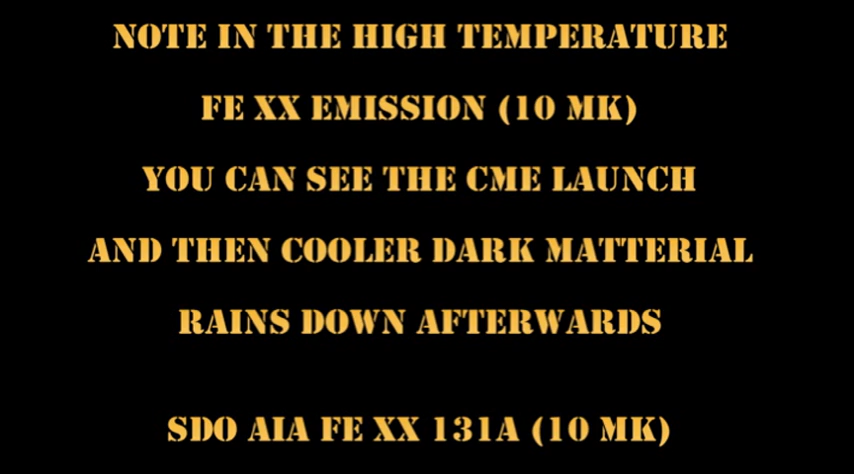 NOTE IN THE HIGH TEMPERATURE
FE XX EMISSION (10 MK)
YOU CAN SEE THE CME LAUNCH
AND THEN COOLER DARK MATTERIAL
RAINS DOWN AFTERWARDS
SDO AIA FE XX 131A (10 MK)